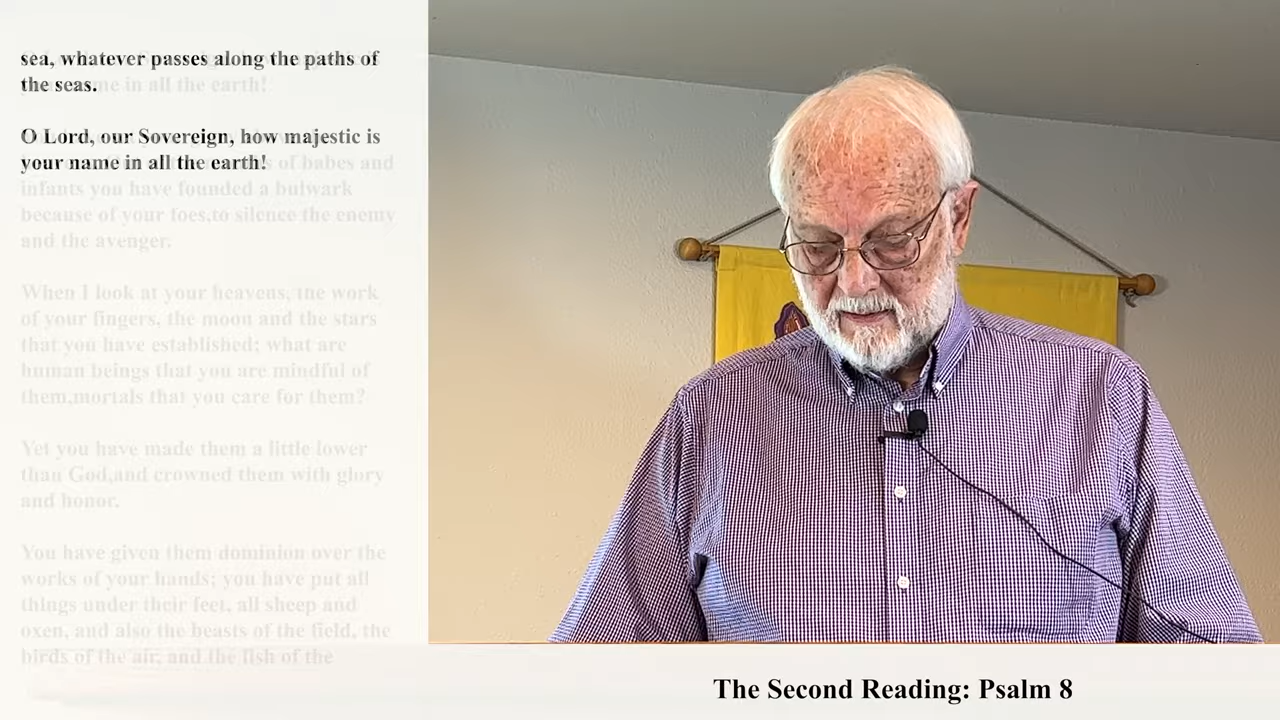 sea, whatever passes along the paths of
the seas.
in all the earth!
O Lord, our Sovereign, how majestic is
your name in all the earth!
of babes and
infants you have founded a bulwark
because of your foes,to silence the enemy
and the avenger.
When I look at your heavens, the work
of your fingers, the moon and the stars
that you have established; what are
human beings that you are mindful of
them,mortals that you care for them?
Yet you have made them a little lower
than God,and crowned them with glory
and honor.
You have given them dominion over the
works of your hands; you have put all
things under their feet, all sheep and
oxen, and also the beasts of the field, the
birds of the air, and the fish of the
The Second Reading: Psalm 8